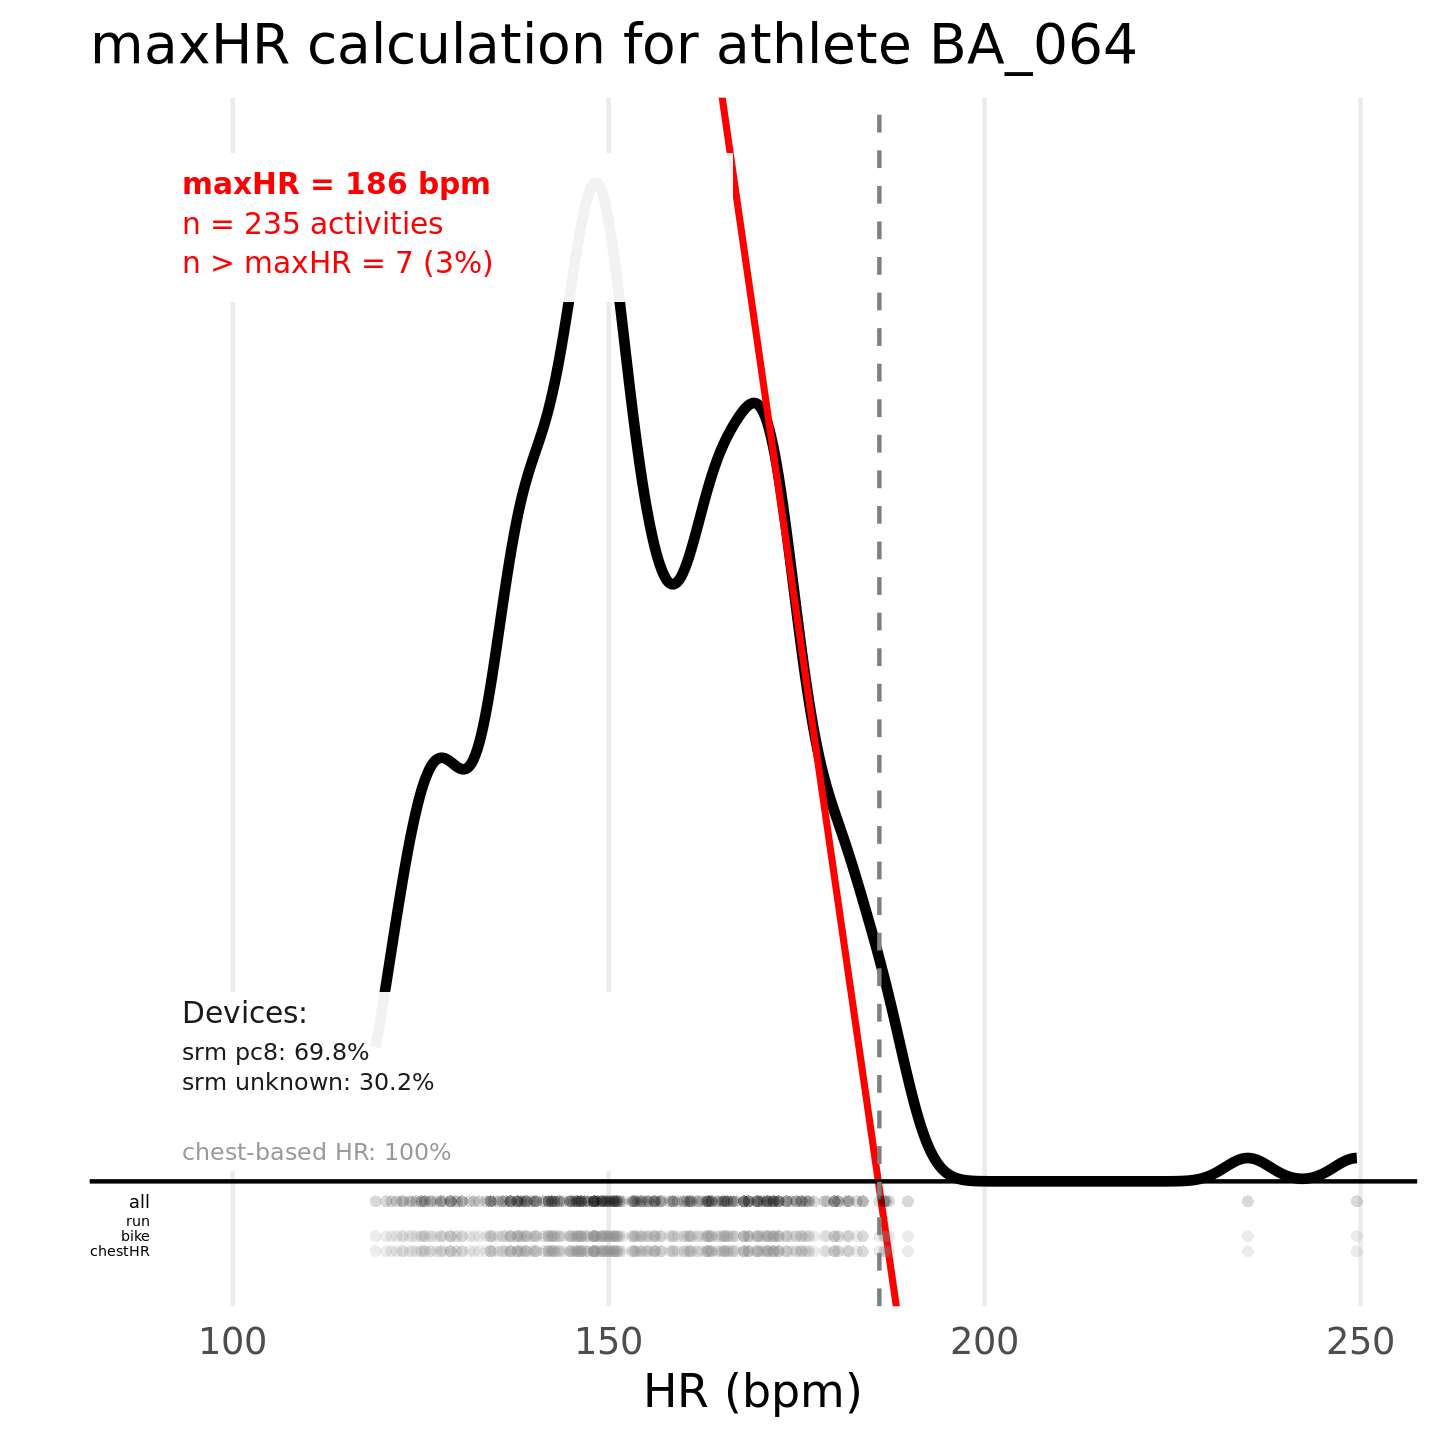 maxHR calculation for athlete BA_064
maxHR = 186 bpm
n = 235 activities
n > maxHR = 7 (3%)
Devices:
srm pc8: 69.8%
srm unknown: 30.2%
chest-based HR: 100%
all
run
bike
chestHR
100 150 200 250
HR (bpm)